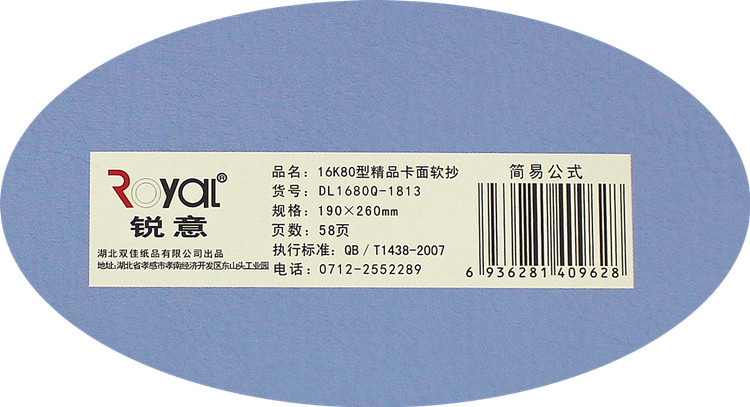 Royal®
锐意
湖北双佳纸品有限公司出品
地址:湖北省孝感市孝南经济开发区东山头工业园
品名: 16K80型精品卡面软抄
货号: DL1680Q-1813
规格: 190×260mm
页数: 58页
执行标准: QB/T1438-2007
电话: 0712-2552289
简易公式
6 936281 409628